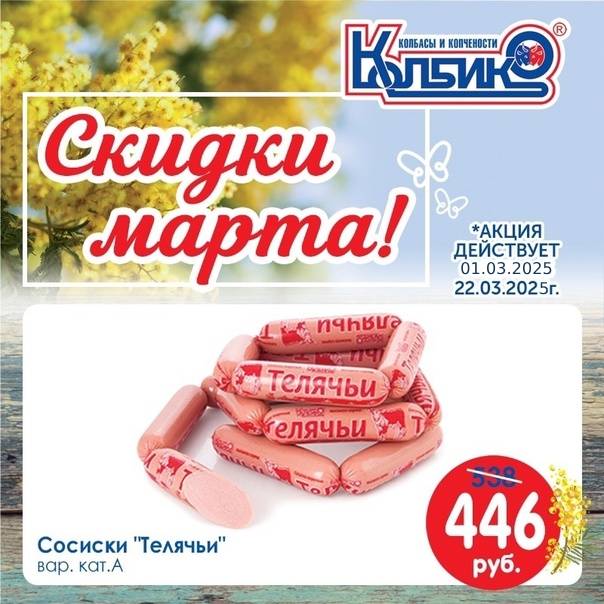 КОЛБАСЫ И КОПЧЕНОСТИ
®
Колбико
Скидки
марта!
*АКЦИЯ
ДЕЙСТВУЕТ
01.03.2025
22.03.2025г.
Телячьи
Телячьи
538
446
руб.
Сосиски "Телячьи"
вар. кат.А